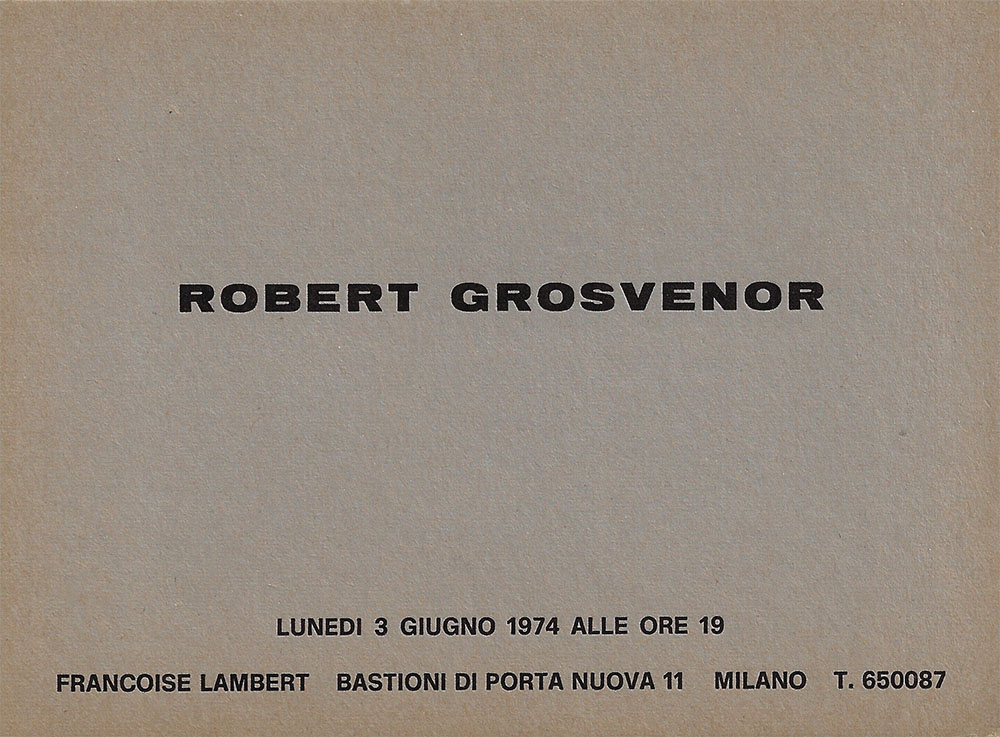 ROBERT GROSVENOR
LUNEDI 3 GIUGNO 1974 ALLE ORE 19
FRANCOISE LAMBERT BASTIONI DI PORTA NUOVA 11 MILANO T. 650087